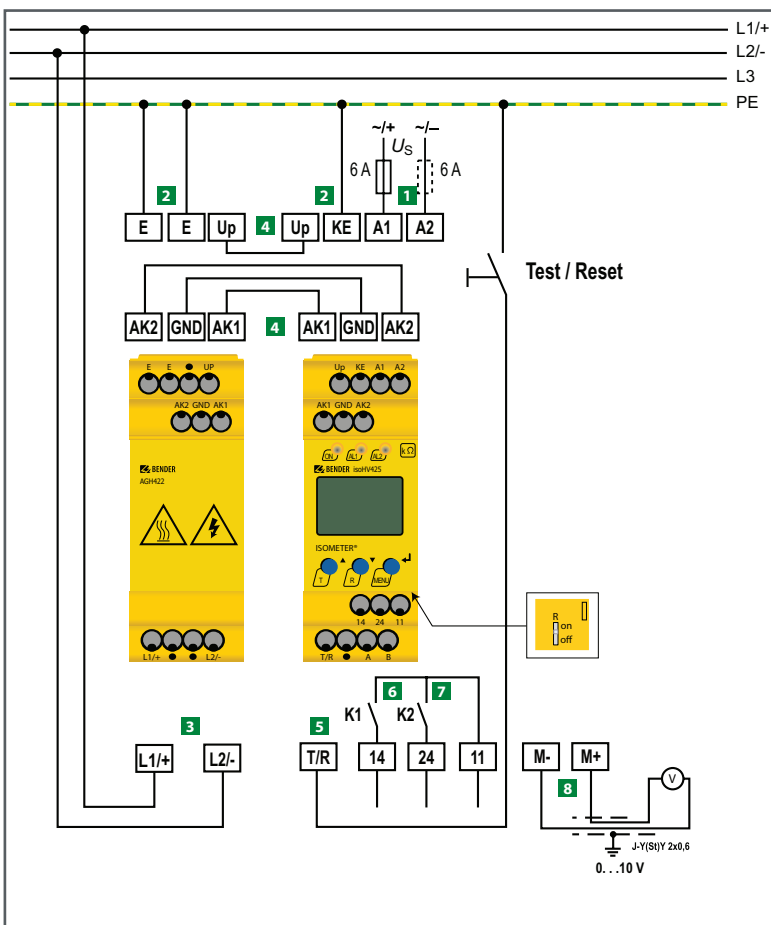 L1/+
L2/-
L3
PE
~/+ ~/–
US
6 A 6 A
2 2 1
E E Up 4 Up KE A1 A2
Test / Reset
AK2 GND AK1 4 AK1 GND AK2
E E UP
Up KE A1 A2
AK2 GND AK1
AK1 GND AK2
ON AL1 AL2 kΩ
BENDER
AGH422
BENDER isoHV425
ISOMETER®
T R MENU
14 24 11
R
on
off
L1/+ L2/-
T/R A B
6 7
K1 K2
3 5
L1/+ L2/- T/R 14 24 11 M- M+
8
V
J-Y(St)Y 2x0,6
0. . .10 V